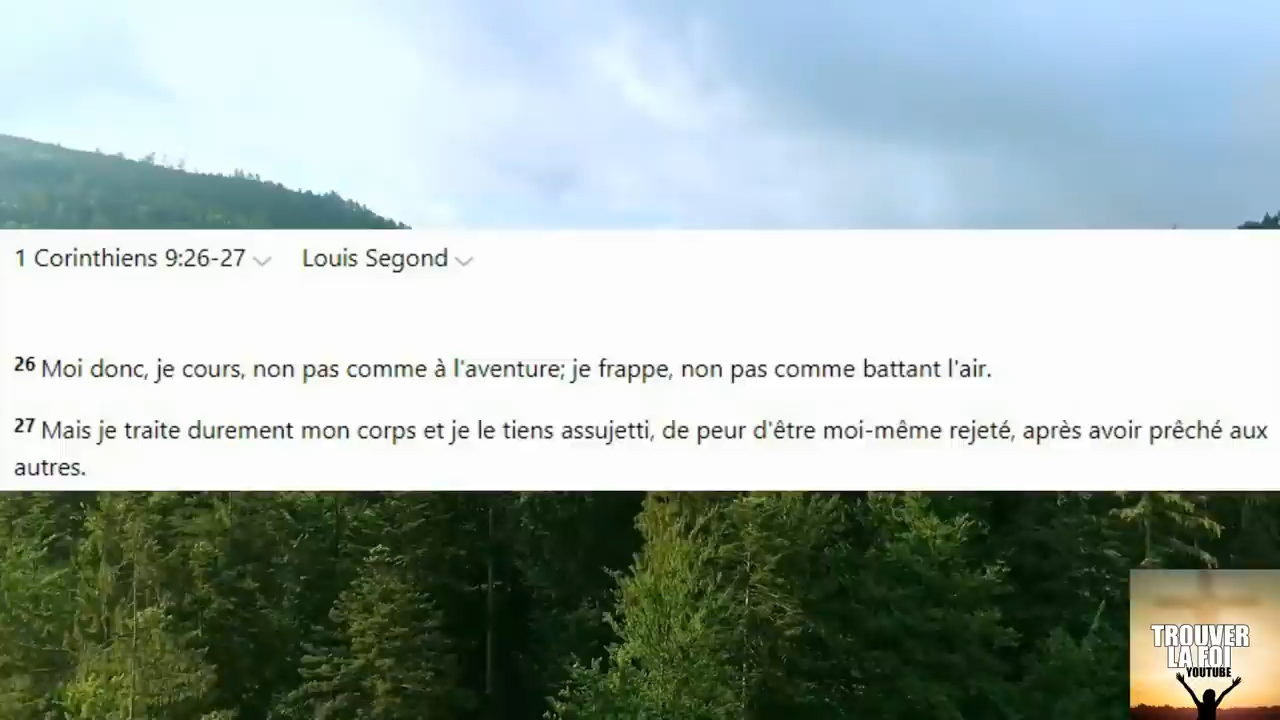 1 Corinthiens 9:26-27 Louis Segond
26 Moi donc, je cours, non pas comme à l'aventure; je frappe, non pas comme battant l'air.
27 Mais je traite durement mon corps et je le tiens assujetti, de peur d'être moi-même rejeté, après avoir prêché aux
autres.
TROUVER
LA FOI
YOUTUBE